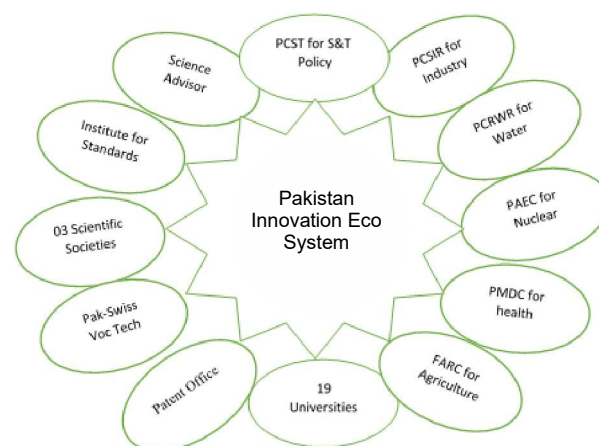 PCST for S&T
Policy
PCSIR for
Industry
PCRWR for
Water
PAEC for
Nuclear
PMDC for
health
FARC for
Agriculture
19
Universities
Patent Office
Pak-Swiss
Voc Tech
03 Scientific
Societies
Institute for
Standards
Science
Advisor
Pakistan
Innovation Eco
System